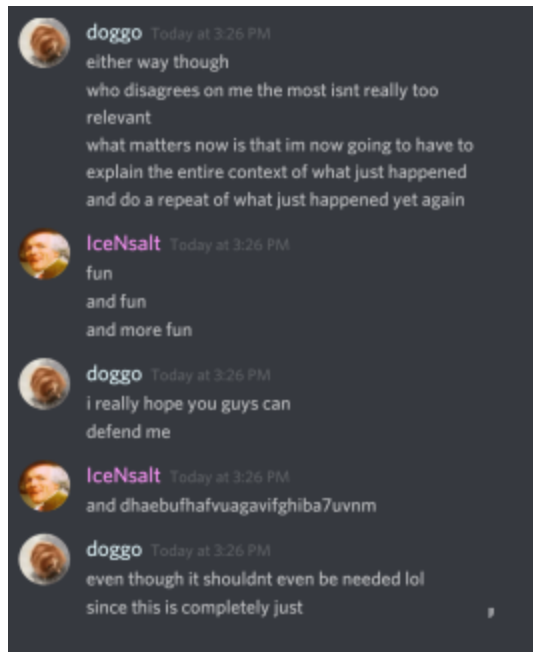 doggo Today at 3:26 PM
either way though
who disagrees on me the most isnt really too
relevant
what matters now is that im now going to have to
explain the entire context of what just happened
and do a repeat of what just happened yet again
IceNsalt Today at 3:26 PM
fun
and fun
and more fun
doggo Today at 3:26 PM
i really hope you guys can
defend me
IceNsalt Today at 3:26 PM
and dhaebufhafvuagavifghiba7uvnm
doggo Today at 3:26 PM
even though it shouldnt even be needed lol
since this is completely just